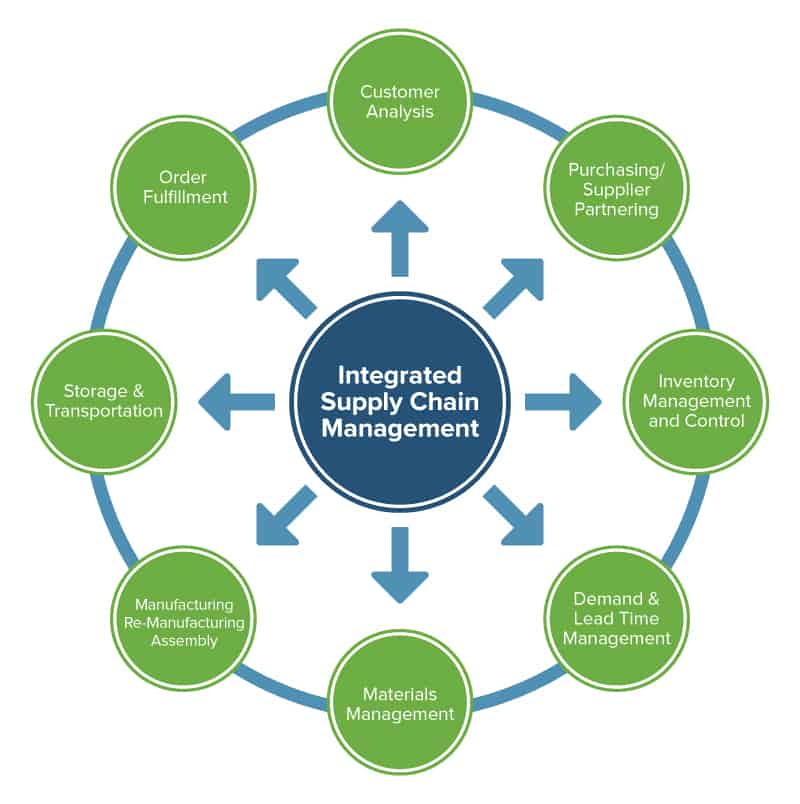 Customer
Analysis
Purchasing/
Supplier
Partnering
Inventory
Management
and Control
Demand &
Lead Time
Management
Materials
Management
Manufacturing
Re-Manufacturing
Assembly
Storage &
Transportation
Order
Fulfillment
Integrated
Supply Chain
Management